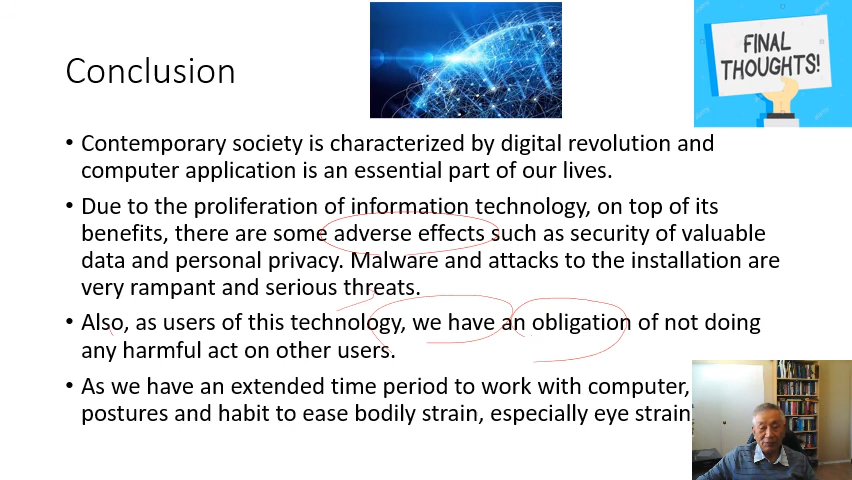 Conclusion
FINAL
THOUGHTS!
• Contemporary society is characterized by digital revolution and
computer application is an essential part of our lives.
• Due to the proliferation of information technology, on top of its
benefits, there are some adverse effects such as security of valuable
data and personal privacy. Malware and attacks to the installation are
very rampant and serious threats.
• Also, as users of this technology, we have an obligation of not doing
any harmful act on other users.
• As we have an extended time period to work with computer,
postures and habit to ease bodily strain, especially eye strain